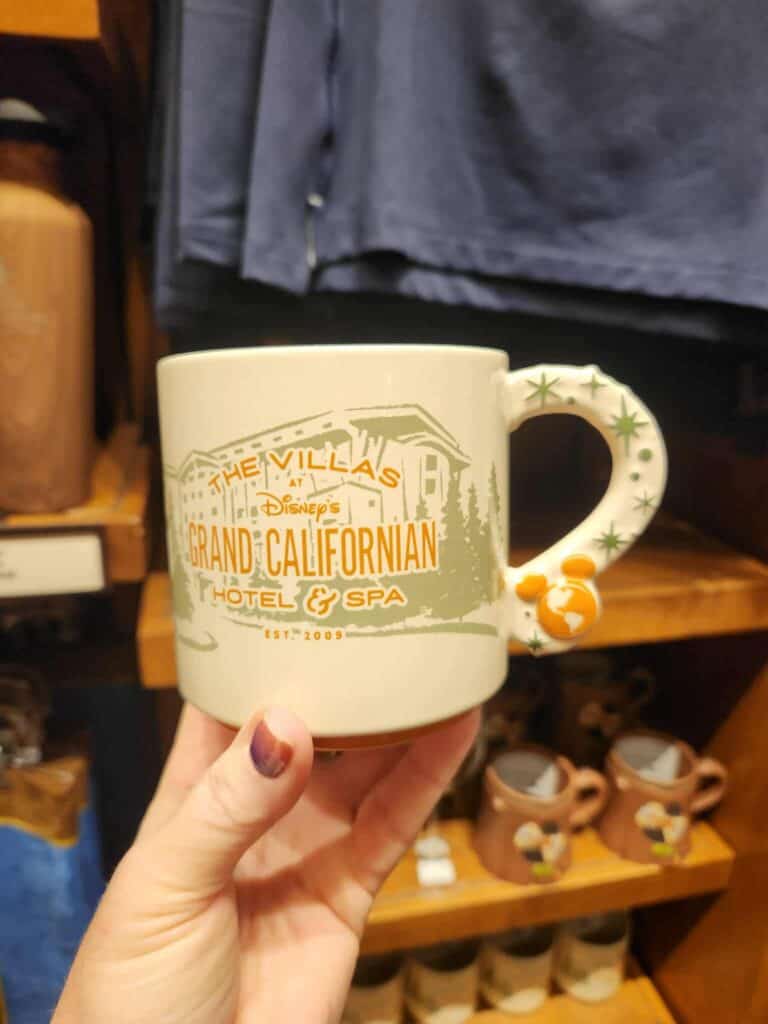 THE VILLAS
AT
Disney's
GRAND CALIFORNIAN
HOTEL & SPA
EST. 2009